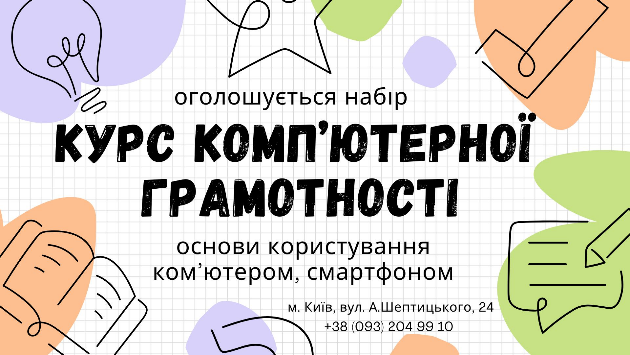 оголошується набір
КУРС КОМП'ЮТЕРНОЇ
ГРАМОТНОСТІ
основи користування
ком'ютером, смартфоном
м. Київ, вул. А.Шептицького, 24
+38 (093) 204 99 10